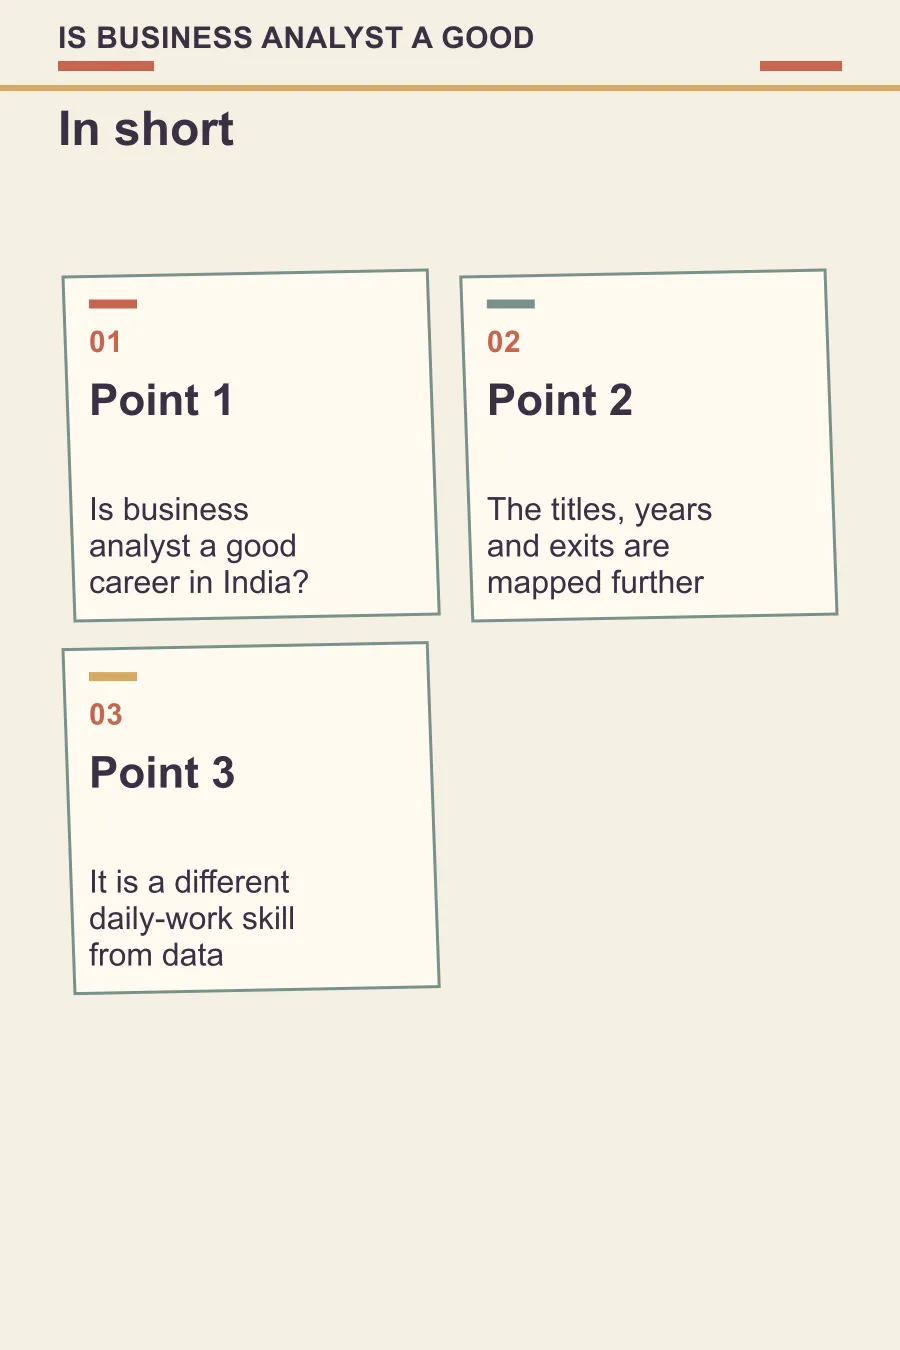 IS BUSINESS ANALYST A GOOD
In short
01
Point 1
Is business
analyst a good
career in India?
02
Point 2
The titles, years
and exits are
mapped further
03
Point 3
It is a different
daily-work skill
from data